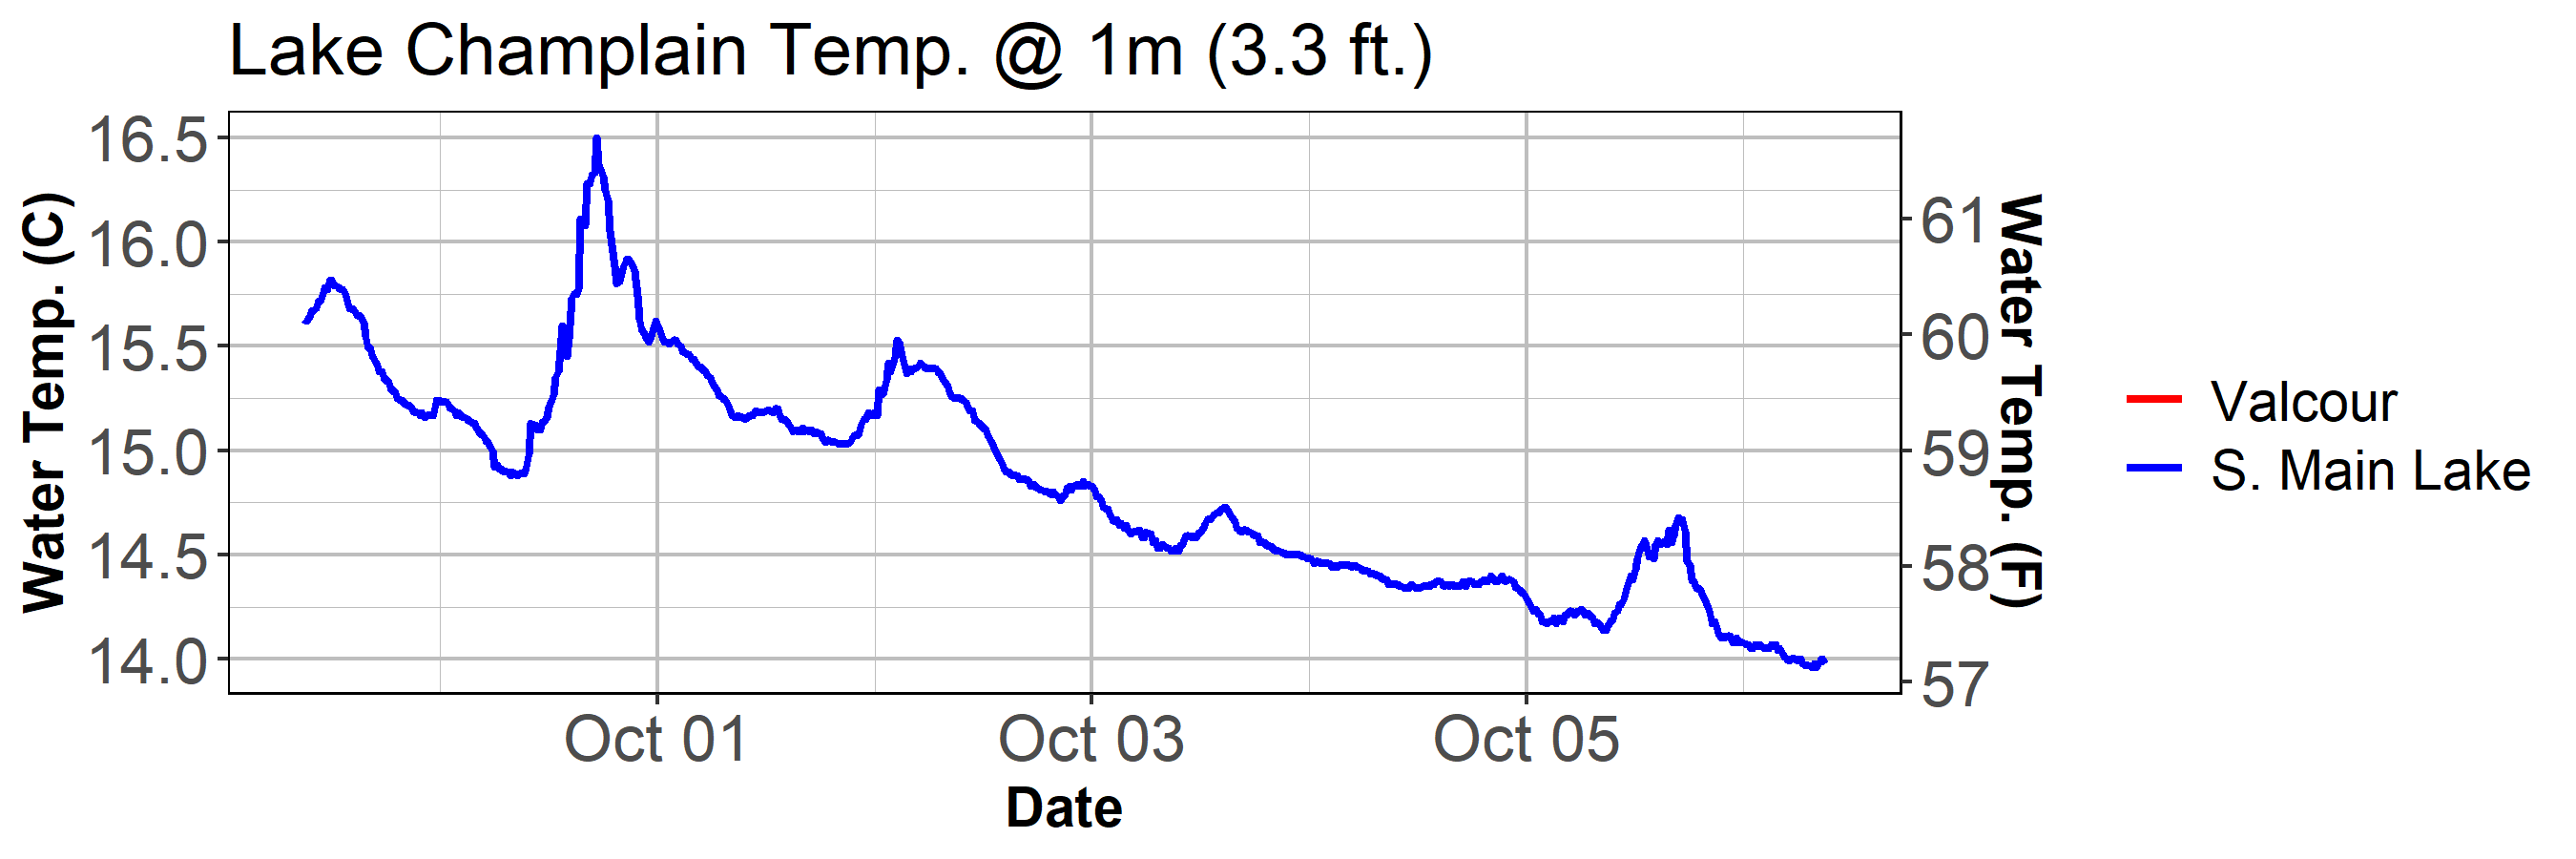 Lake Champlain Temp. @ 1m (3.3 ft.)
Water Temp. (C)
16.5
16.0
15.5
15.0
14.5
14.0
61
60
59
58
57
Water Temp. (F)
Oct 01
Oct 03
Oct 05
Date
Valcour
S. Main Lake